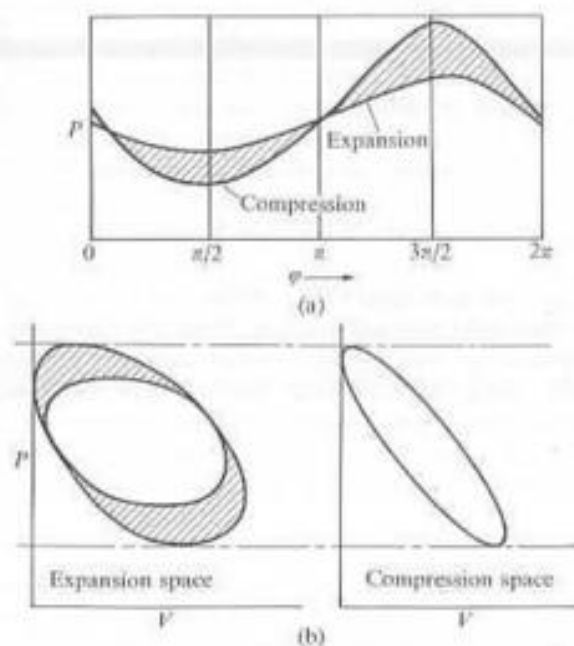 P
Expansion
Compression
0 π/2 π 3π/2 2π
φ
(a)
P
Expansion space
Compression space
V V
(b)